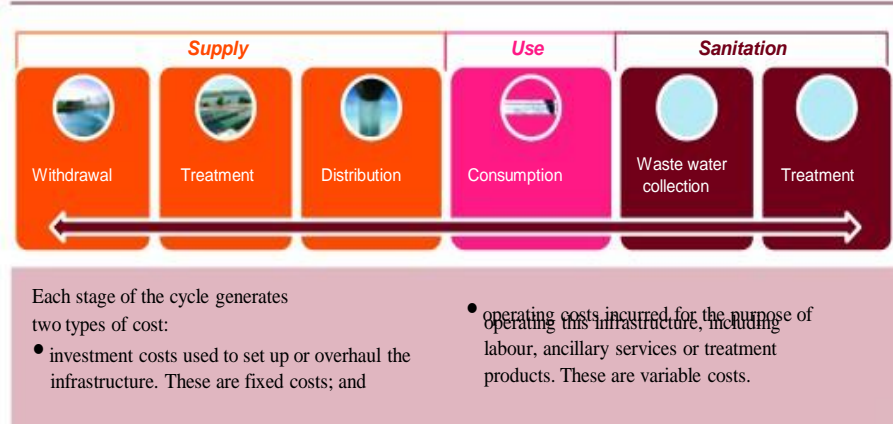 Supply Use Sanitation
Withdrawal Treatment Distribution Consumption Waste water collection Treatment
Each stage of the cycle generates
two types of cost:
• investment costs used to set up or overhaul the
infrastructure. These are fixed costs; and
• operating costs incurred for the purpose of
operating this infrastructure, including
labour, ancillary services or treatment
products. These are variable costs.